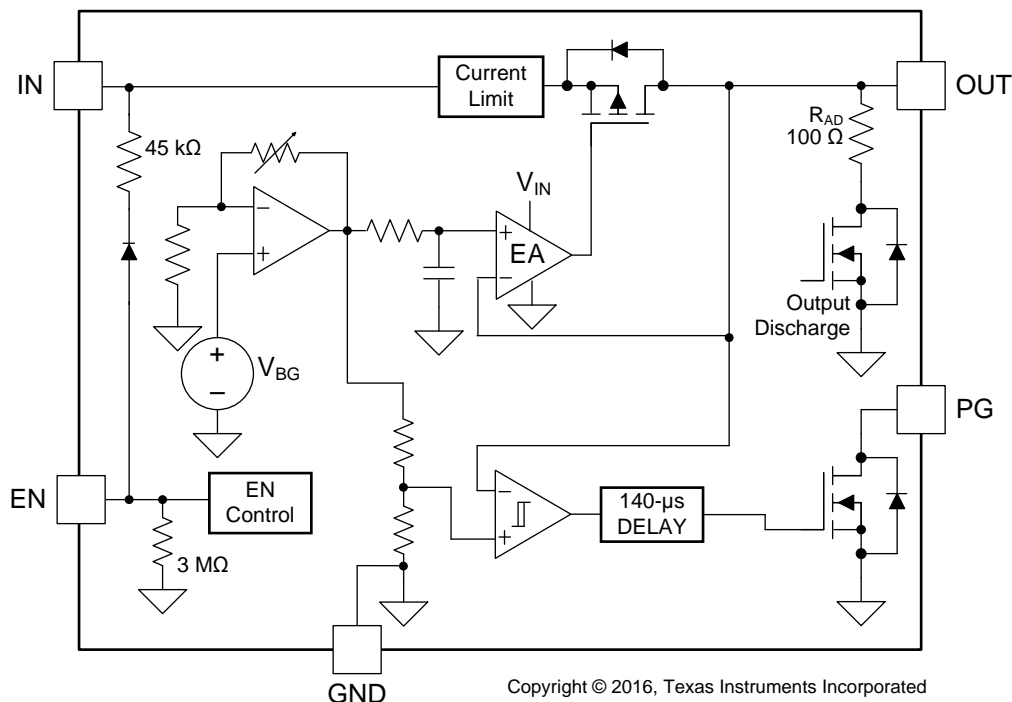 IN
Current
Limit
OUT
R_AD
100 Ω
45 kΩ
V_IN
−
+
+
EA
−
Output
Discharge
+
−
V_BG
PG
EN
EN
Control
−
+
140-µs
DELAY
3 MΩ
GND
Copyright © 2016, Texas Instruments Incorporated